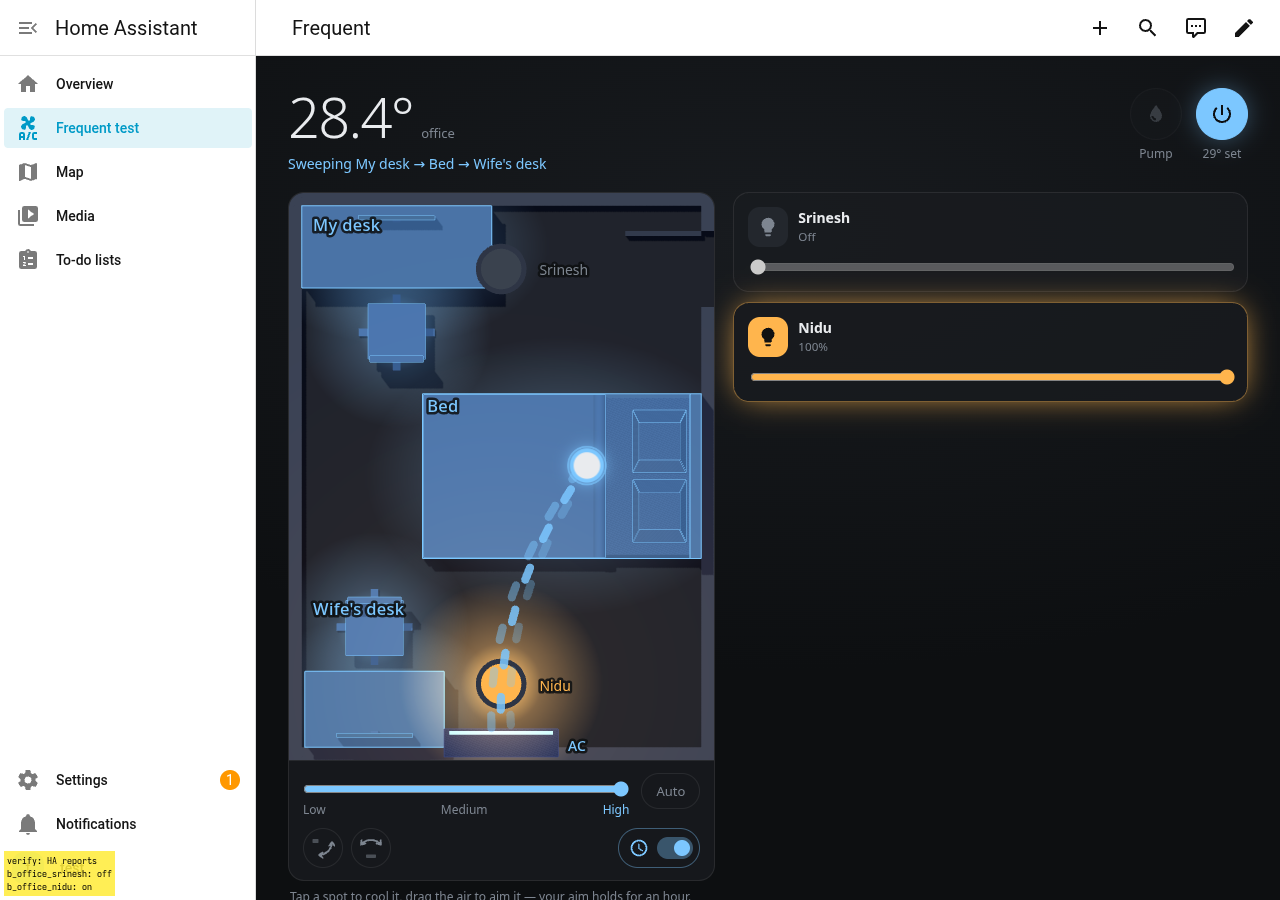 Home Assistant
Frequent
Overview
Frequent test
A/C
Map
Media
To-do lists
Settings
1
Notifications
verify: HA reports
b_office_srinesh: off
b_office_nidu: on
28.4° office
Sweeping My desk → Bed → Wife's desk
Pump
29° set
My desk
Srinesh
Bed
Wife's desk
Nidu
AC
Low
Medium
High
Auto
Tap a spot to cool it, drag the air to aim it — your aim holds for an hour.
Srinesh
Off
Nidu
100%